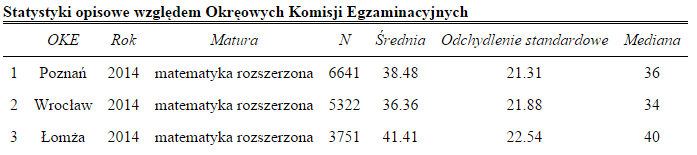 Statystyki opisowe względem Okręowych Komisji Egzaminacyjnych
OKE Rok Matura N Średnia Odchydlenie standardowe Mediana
1 Poznań 2014 matematyka rozszerzona 6641 38.48 21.31 36
2 Wrocław 2014 matematyka rozszerzona 5322 36.36 21.88 34
3 Łomża 2014 matematyka rozszerzona 3751 41.41 22.54 40